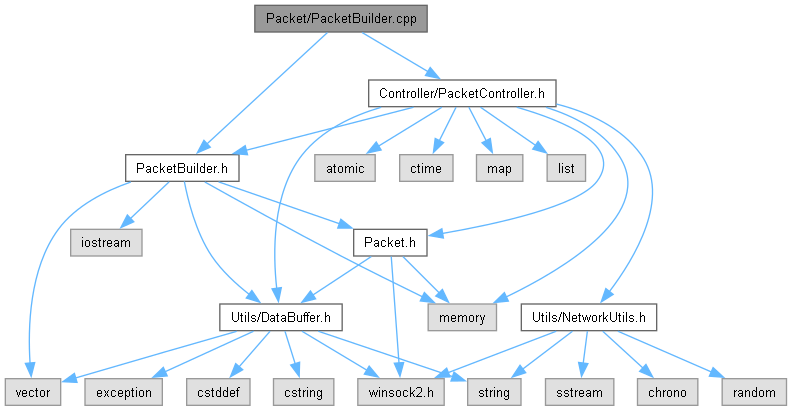 Packet/PacketBuilder.cpp
Controller/PacketController.h
PacketBuilder.h
atomic
ctime
map
list
iostream
Packet.h
Utils/DataBuffer.h
memory
Utils/NetworkUtils.h
vector
exception
cstddef
cstring
winsock2.h
string
sstream
chrono
random